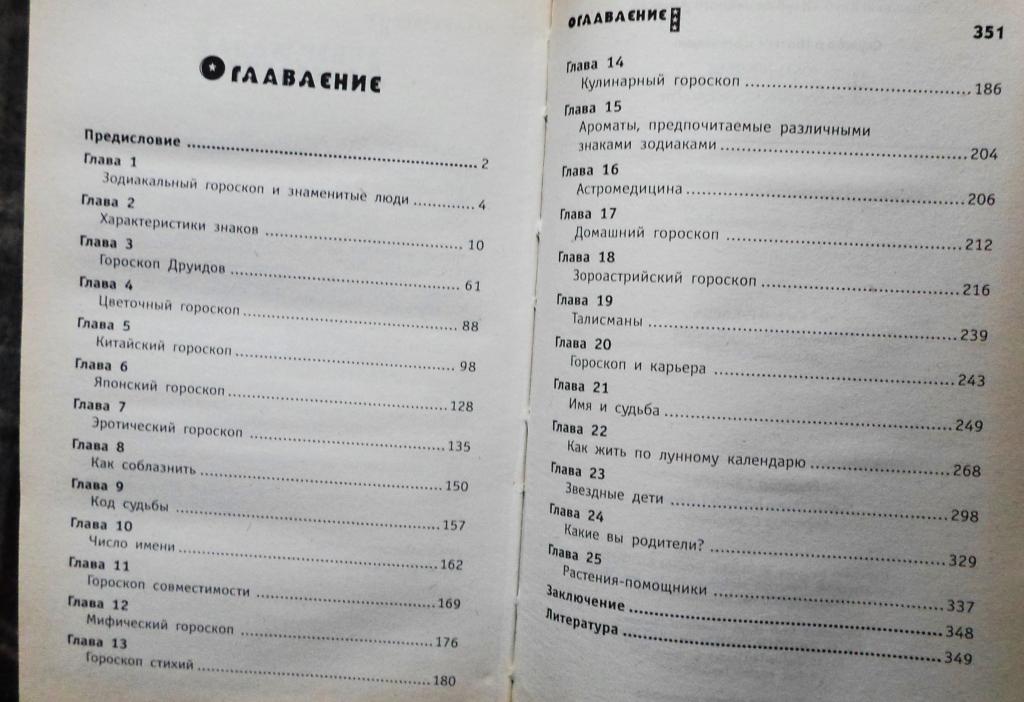 Оглавление
Предисловие ........ 2
Глава 1
Зодиакальный гороскоп и знаменитые люди ........ 4
Глава 2
Характеристики знаков ........ 10
Глава 3
Гороскоп Друидов ........ 61
Глава 4
Цветочный гороскоп ........ 88
Глава 5
Китайский гороскоп ........ 98
Глава 6
Японский гороскоп ........ 128
Глава 7
Эротический гороскоп ........ 135
Глава 8
Как соблазнить ........ 150
Глава 9
Код судьбы ........ 157
Глава 10
Число имени ........ 162
Глава 11
Гороскоп совместимости ........ 169
Глава 12
Мифический гороскоп ........ 176
Глава 13
Гороскоп стихий ........ 180
Оглавление 351
Глава 14
Кулинарный гороскоп ........ 186
Глава 15
Ароматы, предпочитаемые различными
знаками зодиаками ........ 204
Глава 16
Астромедицина ........ 206
Глава 17
Домашний гороскоп ........ 212
Глава 18
Зороастрийский гороскоп ........ 216
Глава 19
Талисманы ........ 239
Глава 20
Гороскоп и карьера ........ 243
Глава 21
Имя и судьба ........ 249
Глава 22
Как жить по лунному календарю ........ 268
Глава 23
Звездные дети ........ 298
Глава 24
Какие вы родители? ........ 329
Глава 25
Растения-помощники ........ 337
Заключение ........ 348
Литература ........ 349